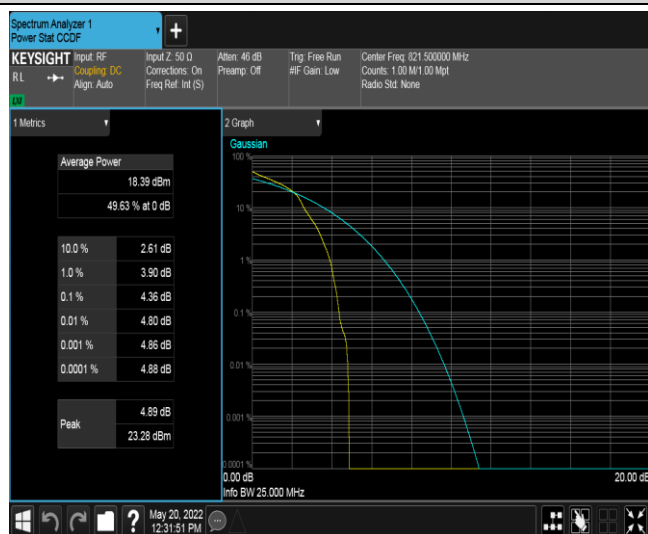 Spectrum Analyzer 1
Power Stat CCDF
+
KEYSIGHT
RL
LXI
Input: RF
Coupling: DC
Align: Auto
Input Z: 50 Ω
Corrections: On
Freq Ref: Int (S)
Atten: 46 dB
Preamp: Off
Trig: Free Run
#IF Gain: Low
Center Freq: 821.500000 MHz
Counts: 1.00 M/1.00 Mpt
Radio Std: None
1 Metrics
Average Power
18.39 dBm
49.63 % at 0 dB
10.0 % 2.61 dB
1.0 % 3.90 dB
0.1 % 4.36 dB
0.01 % 4.80 dB
0.001 % 4.86 dB
0.0001 % 4.88 dB
Peak
4.89 dB
23.28 dBm
2 Graph
Gaussian
100 %
10 %
1 %
0.1 %
0.01 %
0.001 %
0.0001 %
0.00 dB
20.00 dB
Info BW 25.000 MHz
?
May 20, 2022
12:31:51 PM